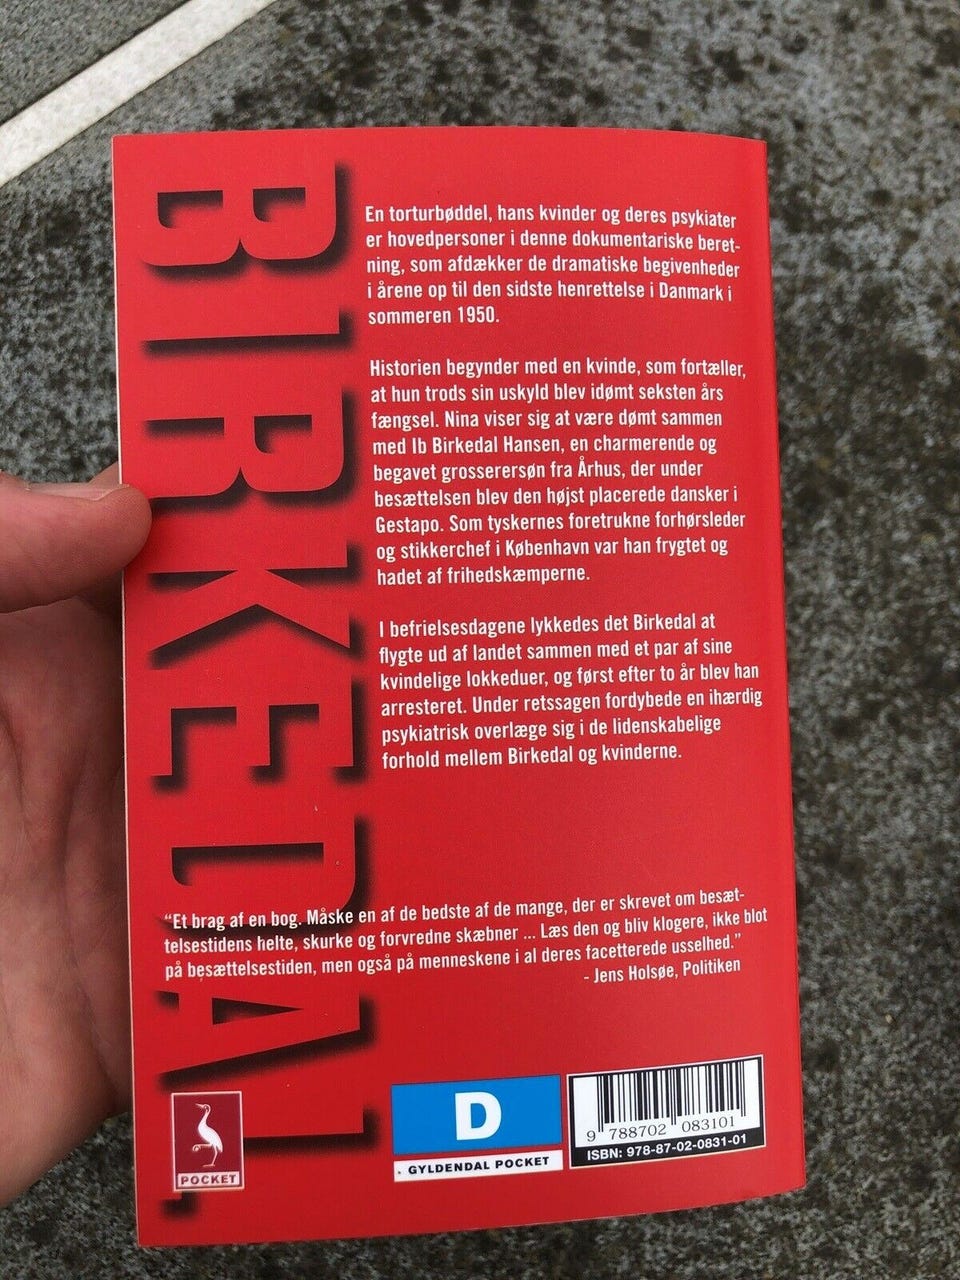 BIRKEDAL
En torturbøddel, hans kvinder og deres psykiater
er hovedpersoner i denne dokumentariske beret-
ning, som afdækker de dramatiske begivenheder
i årene op til den sidste henrettelse i Danmark i
sommeren 1950.
Historien begynder med en kvinde, som fortæller,
at hun trods sin uskyld blev idømt seksten års
fængsel. Nina viser sig at være dømt sammen
med Ib Birkedal Hansen, en charmerende og
begavet grosserersøn fra Århus, der under
besættelsen blev den højst placerede dansker i
Gestapo. Som tyskernes foretrukne forhørsleder
og stikkerchef i København var han frygtet og
hadet af frihedskæmperne.
I befrielsesdagene lykkedes det Birkedal at
flygte ud af landet sammen med et par af sine
kvindelige lokkeduer, og først efter to år blev han
arresteret. Under retssagen fordybede en ihærdig
psykiatrisk overlæge sig i de lidenskabelige
forhold mellem Birkedal og kvinderne.
“Et brag af en bog. Måske en af de bedste af de mange, der er skrevet om besæt-
telsestidens helte, skurke og forvredne skæbner ... Læs den og bliv klogere, ikke blot
på besættelsestiden, men også på menneskene i al deres facetterede usselhed.”
- Jens Holsøe, Politiken
POCKET
D
GYLDENDAL POCKET
9 788702 083101
ISBN: 978-87-02-0831-01